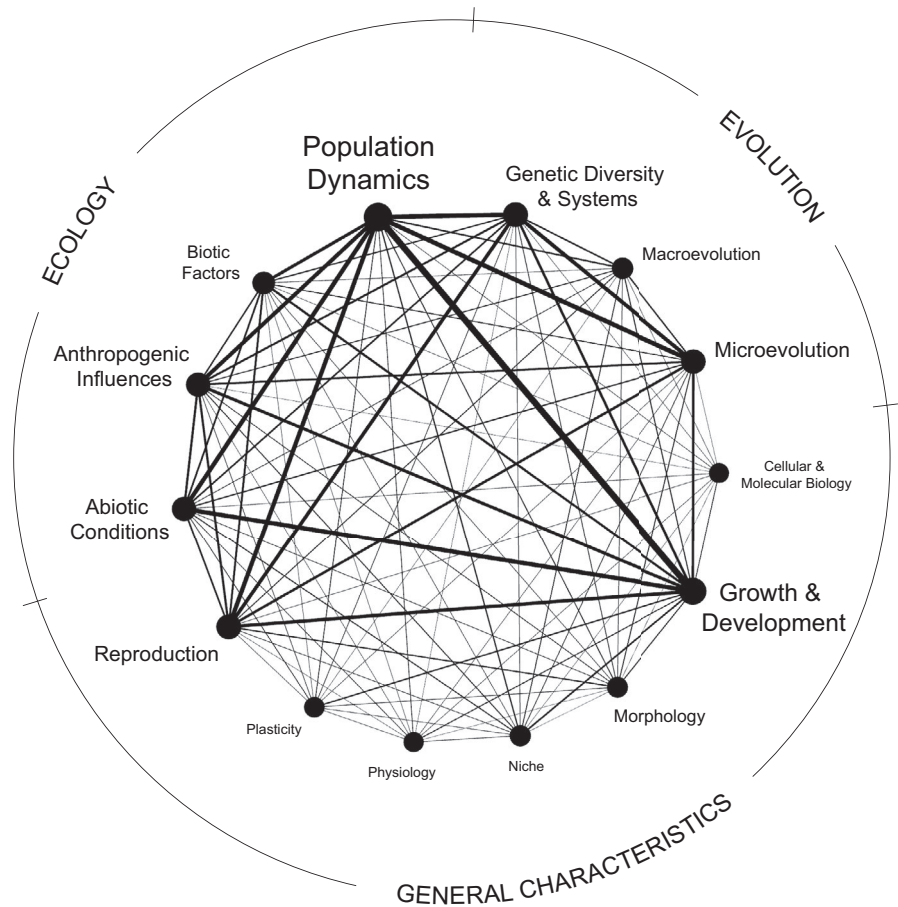 EVOLUTION
ECOLOGY
Population
Dynamics
Genetic Diversity
& Systems
Biotic
Factors
Macroevolution
Anthropogenic
Influences
Microevolution
Cellular &
Molecular Biology
Abiotic
Conditions
Growth &
Development
Reproduction
Morphology
Plasticity
Physiology
Niche
GENERAL CHARACTERISTICS